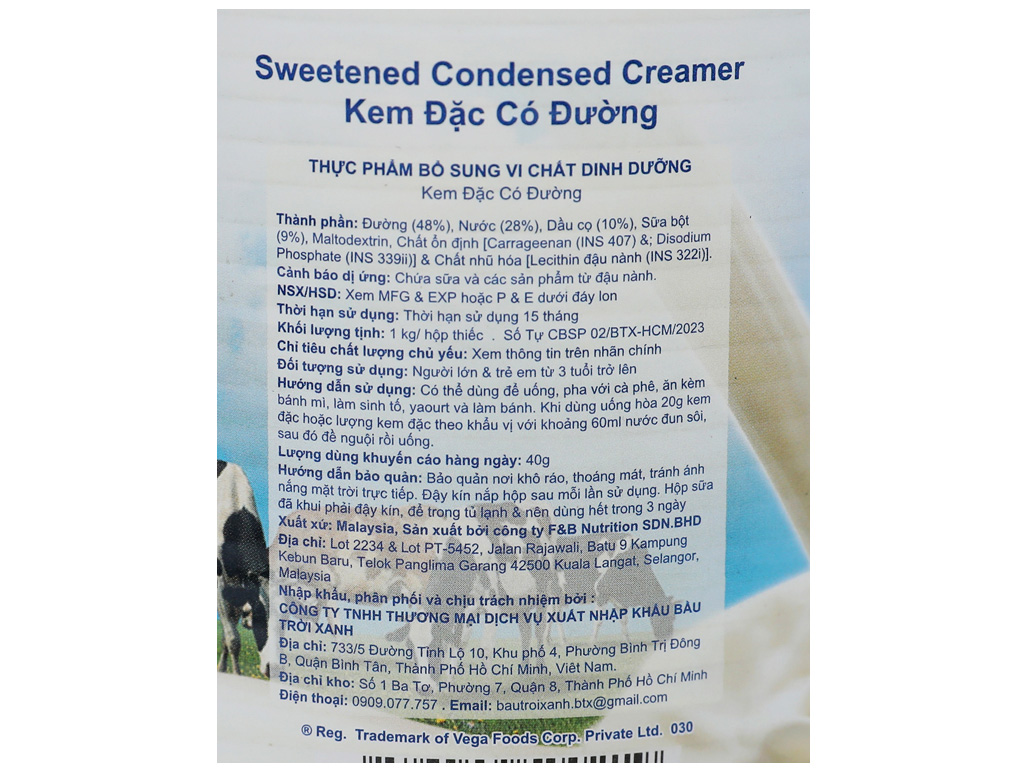 Sweetened Condensed Creamer
Kem Đặc Có Đường
THỰC PHẨM BỔ SUNG VI CHẤT DINH DƯỠNG
Kem Đặc Có Đường
Thành phần: Đường (48%), Nước (28%), Dầu cọ (10%), Sữa bột
(9%), Maltodextrin, Chất ổn định [Carrageenan (INS 407) &; Disodium
Phosphate (INS 339ii)] & Chất nhũ hóa [Lecithin đậu nành (INS 322i)].
Cảnh báo dị ứng: Chứa sữa và các sản phẩm từ đậu nành.
NSX/HSD: Xem MFG & EXP hoặc P & E dưới đáy lon
Thời hạn sử dụng: Thời hạn sử dụng 15 tháng
Khối lượng tịnh: 1 kg/ hộp thiếc . Số Tự CBSP 02/BTX-HCM/2023
Chỉ tiêu chất lượng chủ yếu: Xem thông tin trên nhãn chính
Đối tượng sử dụng: Người lớn & trẻ em từ 3 tuổi trở lên
Hướng dẫn sử dụng: Có thể dùng để uống, pha với cà phê, ăn kèm
bánh mì, làm sinh tố, yaourt và làm bánh. Khi dùng uống hòa 20g kem
đặc hoặc lượng kem đặc theo khẩu vị với khoảng 60ml nước đun sôi,
sau đó đề nguội rồi uống.
Lượng dùng khuyến cáo hàng ngày: 40g
Hướng dẫn bảo quản: Bảo quản nơi khô ráo, thoáng mát, tránh ánh
nắng mặt trời trực tiếp. Đậy kín nắp hộp sau mỗi lần sử dụng. Hộp sữa
đã khui phải đậy kín, để trong tủ lạnh & nên dùng hết trong 3 ngày
Xuất xứ: Malaysia, Sản xuất bởi công ty F&B Nutrition SDN.BHD
Địa chỉ: Lot 2234 & Lot PT-5452, Jalan Rajawali, Batu 9 Kampung
Kebun Baru, Telok Panglima Garang 42500 Kuala Langat, Selangor,
Malaysia
Nhập khẩu, phân phối và chịu trách nhiệm bởi :
CÔNG TY TNHH THƯƠNG MẠI DỊCH VỤ XUẤT NHẬP KHẨU BẦU
TRỜI XANH
Địa chỉ: 733/5 Đường Tỉnh Lộ 10, Khu phố 4, Phường Bình Trị Đông
B, Quận Bình Tân, Thành Phố Hồ Chí Minh, Việt Nam.
Địa chỉ kho: Số 1 Ba Tơ, Phường 7, Quận 8, Thành Phố Hồ Chí Minh
Điện thoại: 0909.077.757 . Email: bautroixanh.btx@gmail.com
® Reg. Trademark of Vega Foods Corp. Private Ltd. 030